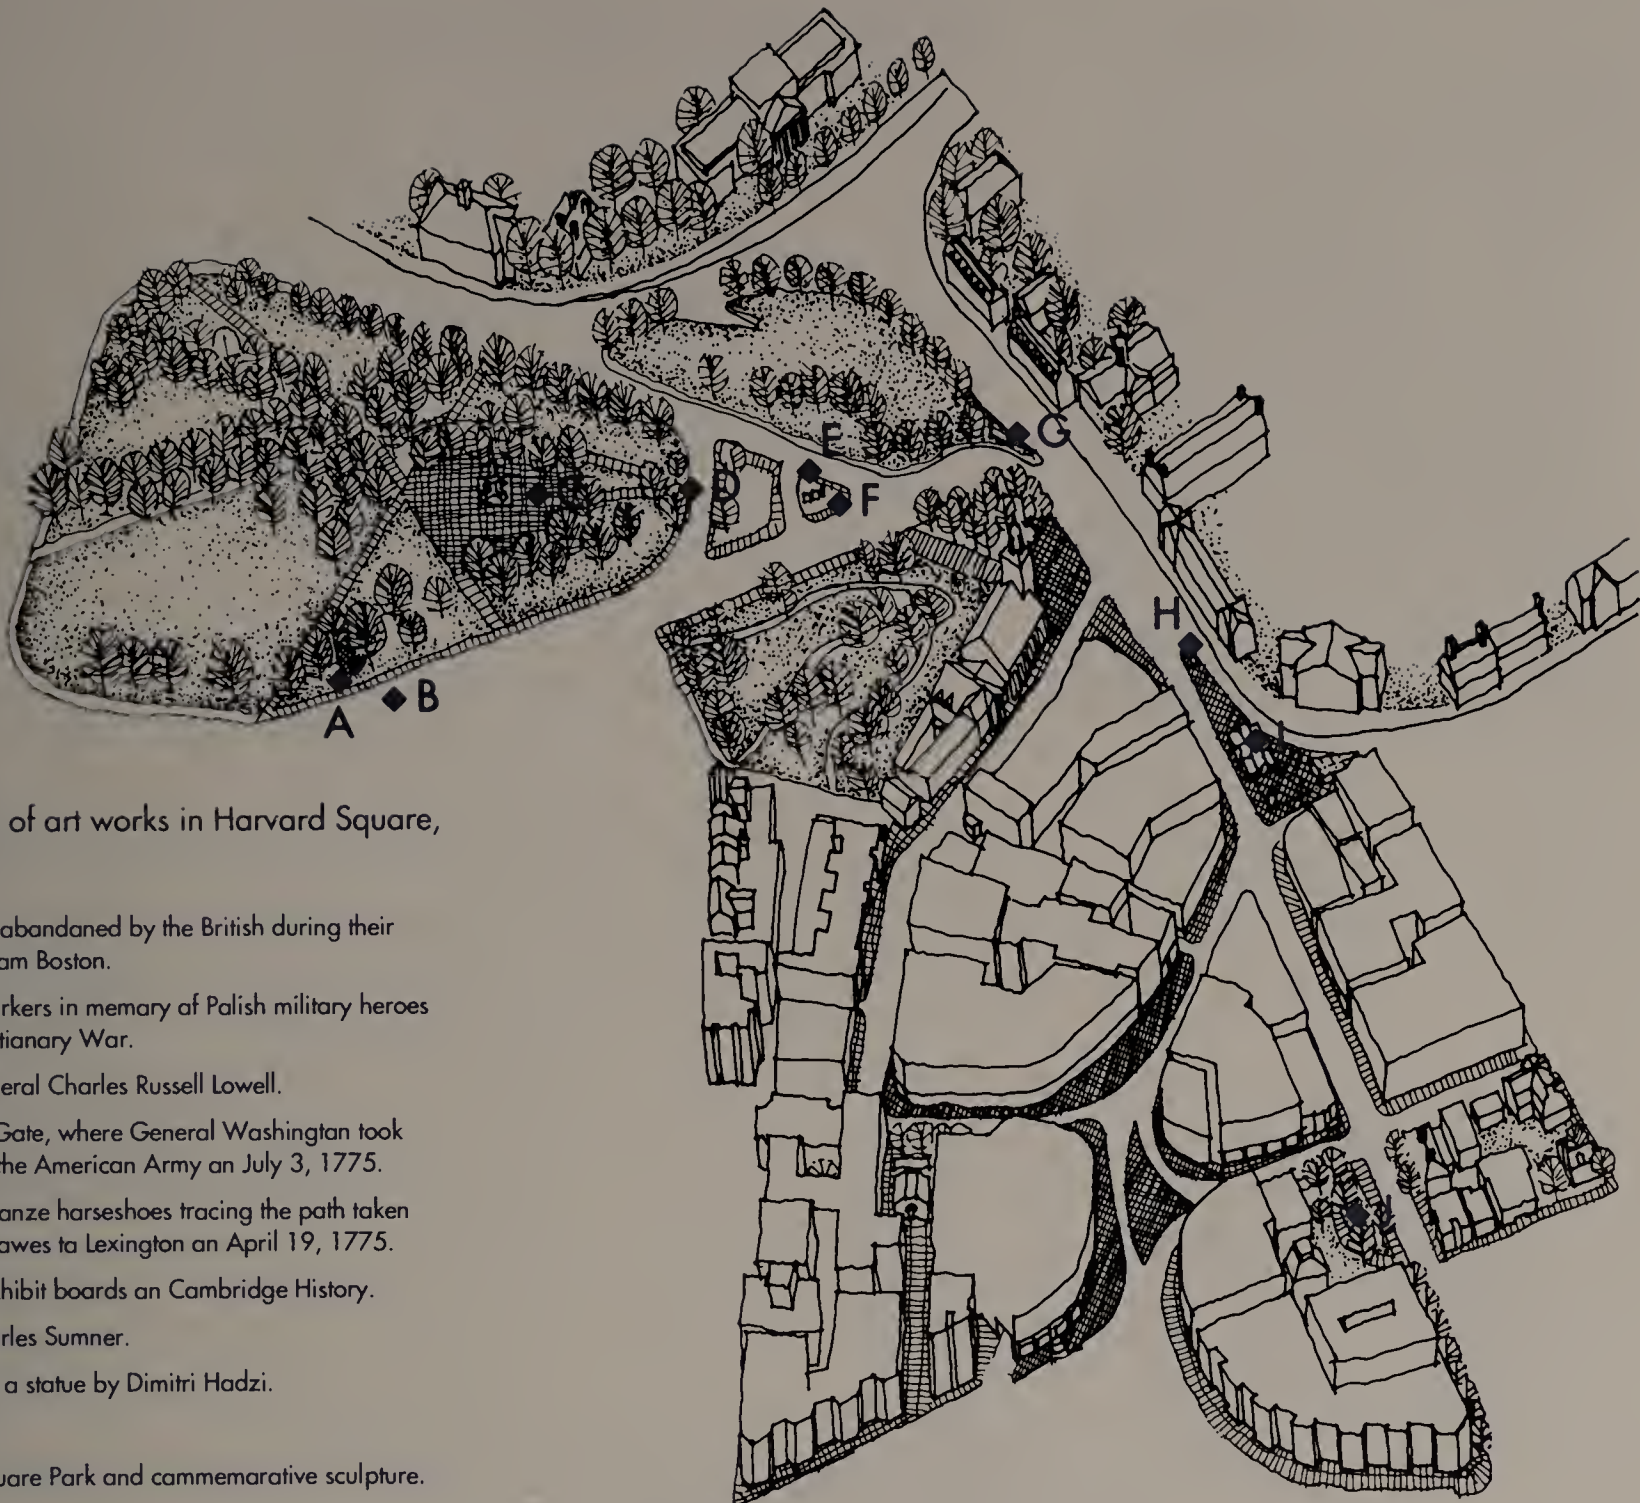 E
G
C
D
F
H
A
B
I
J
of art works in Harvard Square,
abandaned by the British during their
am Boston.
rkers in memary af Palish military heroes
tianary War.
eral Charles Russell Lowell.
Gate, where General Washington took
the American Army an July 3, 1775.
anze harseshoes tracing the path taken
awes ta Lexington an April 19, 1775.
hibit boards an Cambridge History.
rles Sumner.
a statue by Dimitri Hadzi.
uare Park and cammemarative sculpture.